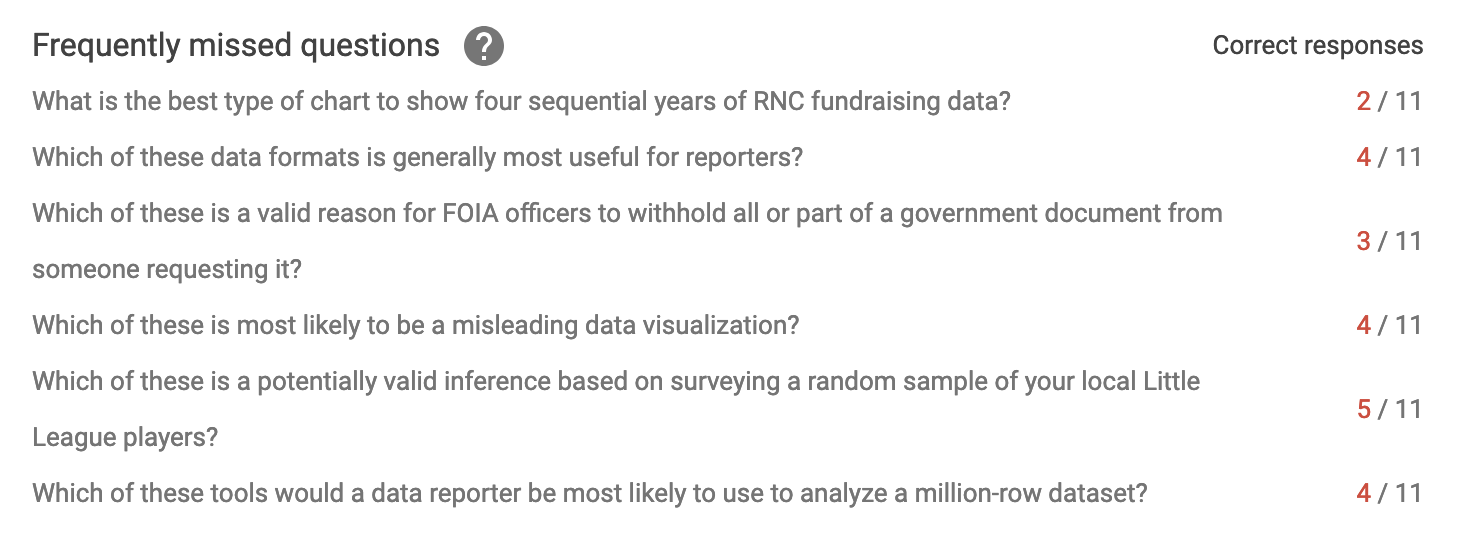 Frequently missed questions ?
Correct responses
What is the best type of chart to show four sequential years of RNC fundraising data?
2 / 11
Which of these data formats is generally most useful for reporters?
4 / 11
Which of these is a valid reason for FOIA officers to withhold all or part of a government document from
someone requesting it?
3 / 11
Which of these is most likely to be a misleading data visualization?
4 / 11
Which of these is a potentially valid inference based on surveying a random sample of your local Little
League players?
5 / 11
Which of these tools would a data reporter be most likely to use to analyze a million-row dataset?
4 / 11